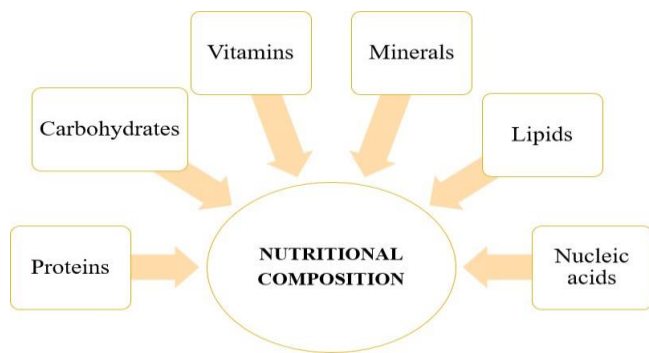 Vitamins
Minerals
Carbohydrates
Lipids
Proteins
NUTRITIONAL
COMPOSITION
Nucleic
acids